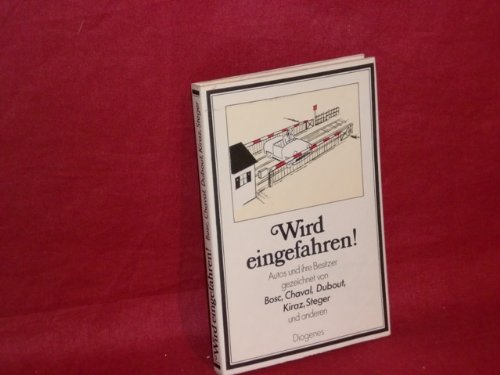 Wird
eingefahren!
Autos und ihre Besitzer
gezeichnet von
Bosc, Chaval, Dubout,
Kiraz, Steger
und anderen
Diogenes
Wird eingefahren! Bosc, Chaval, Dubout, Kiraz, Steger